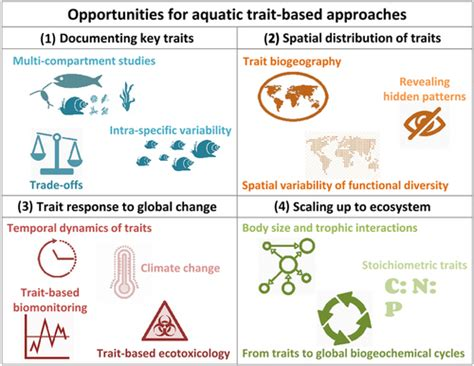 Opportunities for aquatic trait-based approaches
(1) Documenting key traits
Multi-compartment studies
Intra-specific variability
Trade-offs
(2) Spatial distribution of traits
Trait biogeography
Revealing
hidden patterns
Spatial variability of functional diversity
(3) Trait response to global change
Temporal dynamics of traits
Climate change
Trait-based
biomonitoring
Trait-based ecotoxicology
(4) Scaling up to ecosystem
Body size and trophic interactions
Stoichiometric traits
C: N:
P
From traits to global biogeochemical cycles